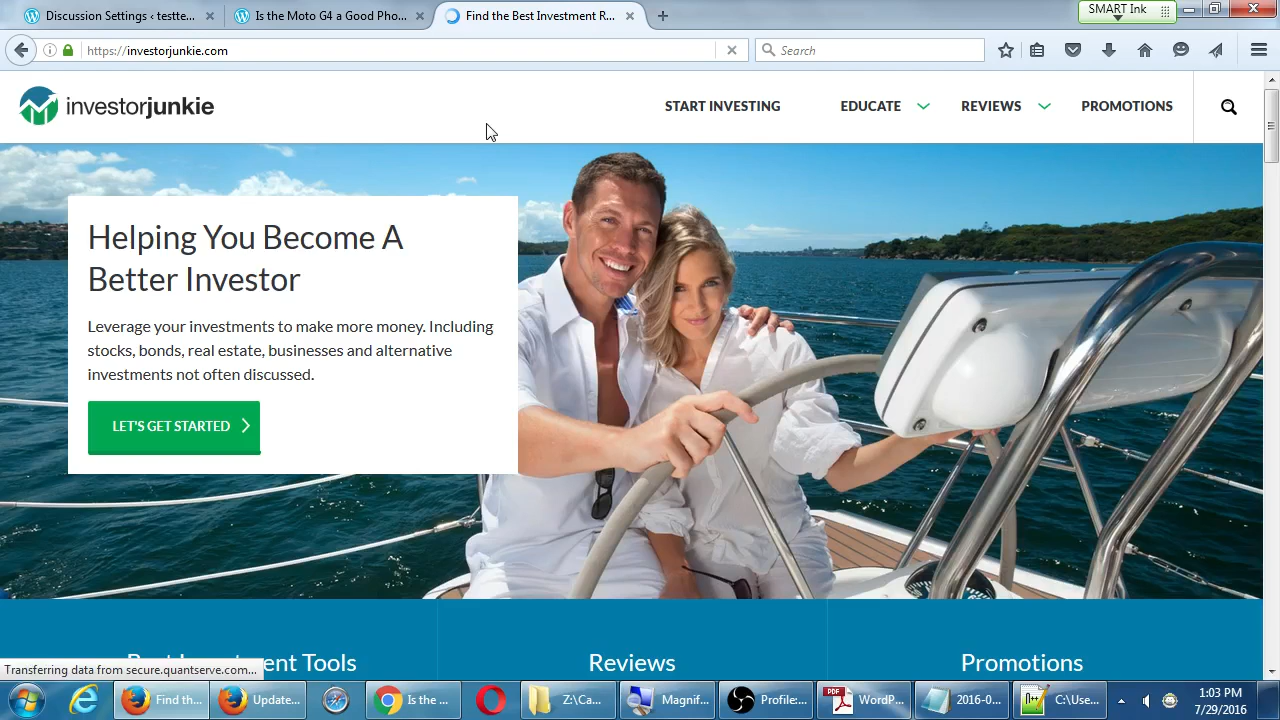 Discussion Settings ‹ testte...
Is the Moto G4 a Good Pho...
Find the Best Investment R...
SMART Ink
https://investorjunkie.com
Search
investorjunkie
START INVESTING
EDUCATE
REVIEWS
PROMOTIONS
Helping You Become A
Better Investor
Leverage your investments to make more money. Including
stocks, bonds, real estate, businesses and alternative
investments not often discussed.
LET'S GET STARTED
Tools
Reviews
Promotions
Transferring data from secure.quantserve.com...
Find th...
Update...
Is the ...
Z:\Ca...
Magnif...
Profile:...
PDF
WordP...
2016-0...
C:\Use...
1:03 PM
7/29/2016